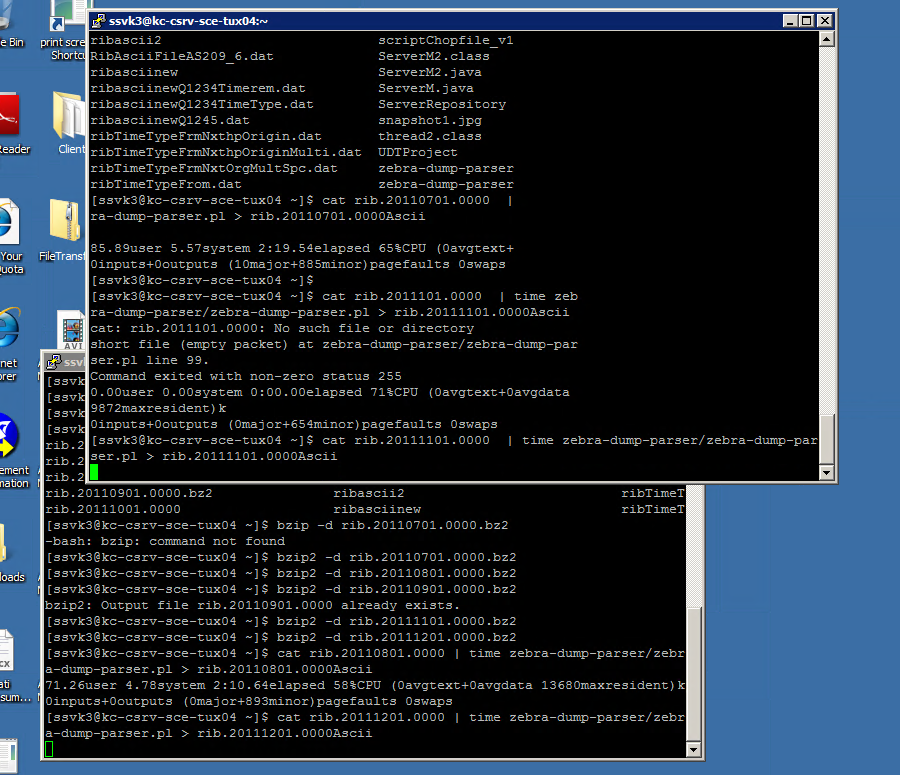 e Bin
print scre
Shortcu
Reader
Client
Your
Quota
FileTransf
AVI
net
orer
ement
mation
loads
cx
ati
sum...
ssvk3@kc-csrv-sce-tux04:~
ribascii2 scriptChopfile_v1
RibAsciiFileAS209_6.dat ServerM2.class
ribasciinew ServerM2.java
ribasciinewQ1234Timerem.dat ServerM.java
ribasciinewQ1234TimeType.dat ServerRepository
ribasciinewQ1245.dat snapshot1.jpg
ribTimeTypeFrmNxthpOrigin.dat thread2.class
ribTimeTypeFrmNxthpOriginMulti.dat UDTProject
ribTimeTypeFrmNxtOrgMultSpc.dat zebra-dump-parser
ribTimeTypeFrom.dat zebra-dump-parser
[ssvk3@kc-csrv-sce-tux04 ~]$ cat rib.20110701.0000 |
ra-dump-parser.pl > rib.20110701.0000Ascii
85.89user 5.57system 2:19.54elapsed 65%CPU (0avgtext+
0inputs+0outputs (10major+885minor)pagefaults 0swaps
[ssvk3@kc-csrv-sce-tux04 ~]$
[ssvk3@kc-csrv-sce-tux04 ~]$ cat rib.2011101.0000 | time zeb
ra-dump-parser/zebra-dump-parser.pl > rib.20111101.0000Ascii
cat: rib.2011101.0000: No such file or directory
short file (empty packet) at zebra-dump-parser/zebra-dump-par
ser.pl line 99.
Command exited with non-zero status 255
0.00user 0.00system 0:00.00elapsed 71%CPU (0avgtext+0avgdata
9872maxresident)k
0inputs+0outputs (0major+654minor)pagefaults 0swaps
[ssvk3@kc-csrv-sce-tux04 ~]$ cat rib.20111101.0000 | time zebra-dump-parser/zebra-dump-par
ser.pl > rib.20111101.0000Ascii
ssv
[ssvk
[ssvk
[ssvk
[ssvk
rib.2
rib.2
rib.2
rib.20110901.0000.bz2 ribascii2 ribTimeT
rib.20111001.0000 ribasciinew ribTimeT
[ssvk3@kc-csrv-sce-tux04 ~]$ bzip -d rib.20110701.0000.bz2
-bash: bzip: command not found
[ssvk3@kc-csrv-sce-tux04 ~]$ bzip2 -d rib.20110701.0000.bz2
[ssvk3@kc-csrv-sce-tux04 ~]$ bzip2 -d rib.20110801.0000.bz2
[ssvk3@kc-csrv-sce-tux04 ~]$ bzip2 -d rib.20110901.0000.bz2
bzip2: Output file rib.20110901.0000 already exists.
[ssvk3@kc-csrv-sce-tux04 ~]$ bzip2 -d rib.20111101.0000.bz2
[ssvk3@kc-csrv-sce-tux04 ~]$ bzip2 -d rib.20111201.0000.bz2
[ssvk3@kc-csrv-sce-tux04 ~]$ cat rib.20110801.0000 | time zebra-dump-parser/zebr
a-dump-parser.pl > rib.20110801.0000Ascii
71.26user 4.78system 2:10.64elapsed 58%CPU (0avgtext+0avgdata 13680maxresident)k
0inputs+0outputs (0major+893minor)pagefaults 0swaps
[ssvk3@kc-csrv-sce-tux04 ~]$ cat rib.20111201.0000 | time zebra-dump-parser/zebr
a-dump-parser.pl > rib.20111201.0000Ascii